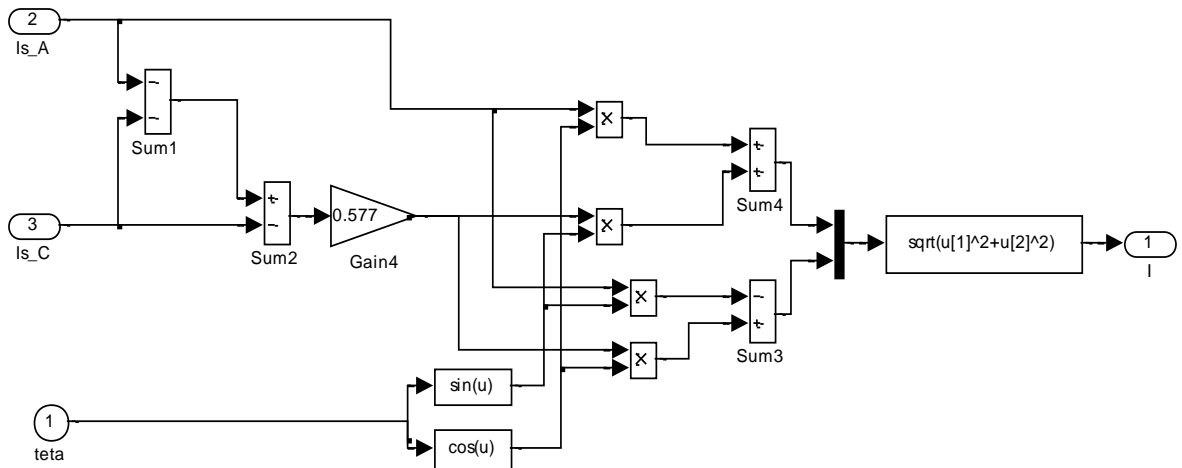 2
Is_A
-
-
Sum1
3
Is_C
+
-
Sum2
0.577
Gain4
1
teta
sin(u)
cos(u)
x
x
x
x
+
+
Sum4
-
+
Sum3
sqrt(u[1]^2+u[2]^2)
1
I